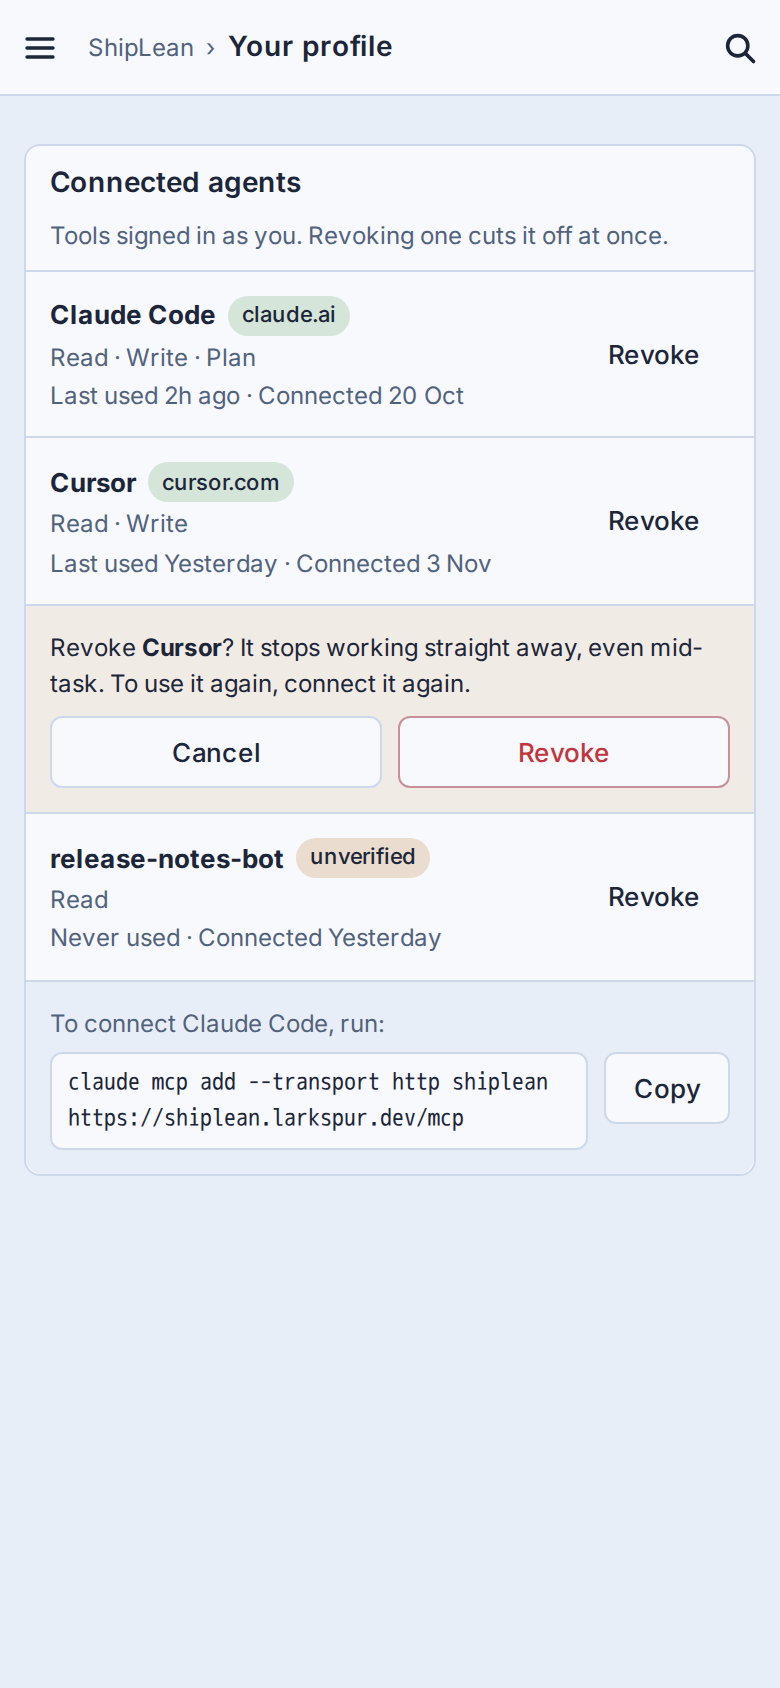 ShipLean › Your profile
Connected agents
Tools signed in as you. Revoking one cuts it off at once.
Claude Code claude.ai
Read · Write · Plan
Revoke
Last used 2h ago · Connected 20 Oct
Cursor cursor.com
Read · Write
Revoke
Last used Yesterday · Connected 3 Nov
Revoke Cursor? It stops working straight away, even mid-
task. To use it again, connect it again.
Cancel Revoke
release-notes-bot unverified
Read
Revoke
Never used · Connected Yesterday
To connect Claude Code, run:
claude mcp add --transport http shiplean
https://shiplean.larkspur.dev/mcp
Copy